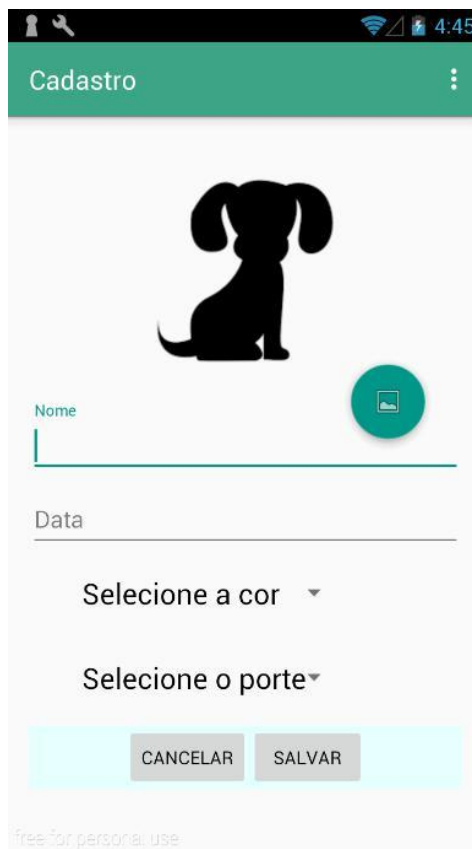 4:45
Cadastro
Nome
Data
Selecione a cor
Selecione o porte
CANCELAR SALVAR
free for personal use